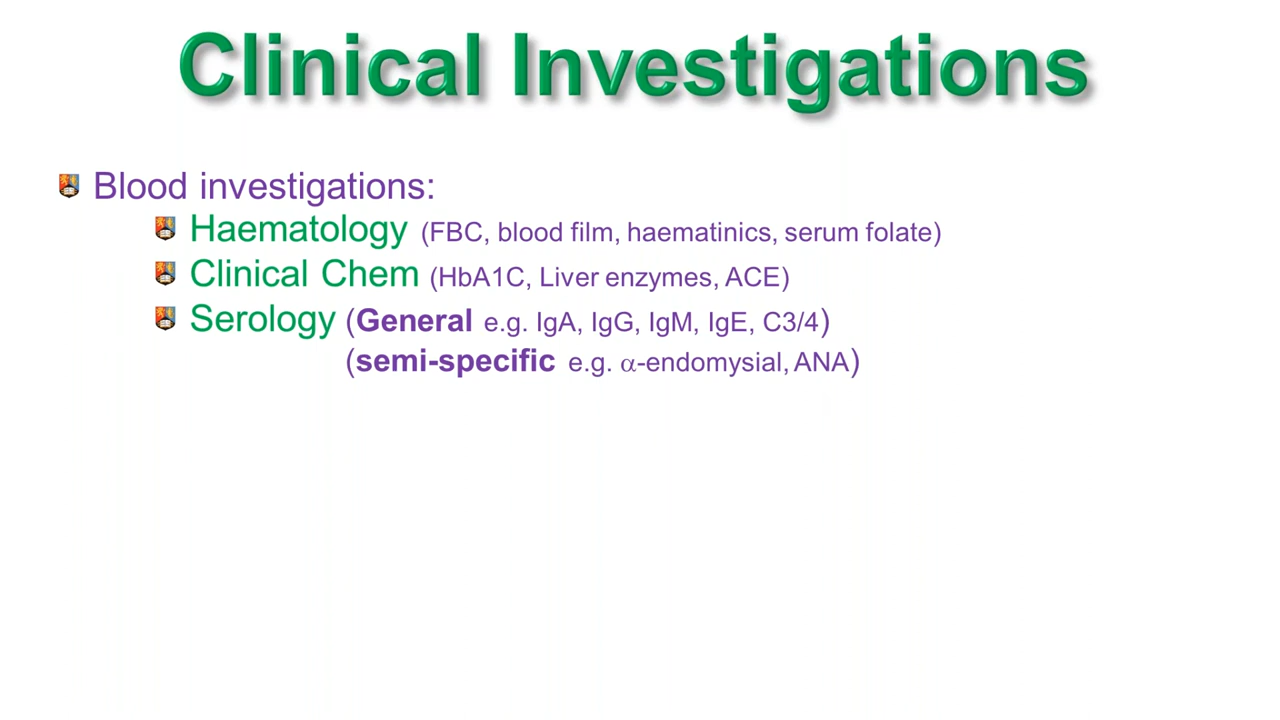 Clinical Investigations
Blood investigations:
Haematology (FBC, blood film, haematinics, serum folate)
Clinical Chem (HbA1C, Liver enzymes, ACE)
Serology (General e.g. IgA, IgG, IgM, IgE, C3/4)
(semi-specific e.g. α-endomysial, ANA)